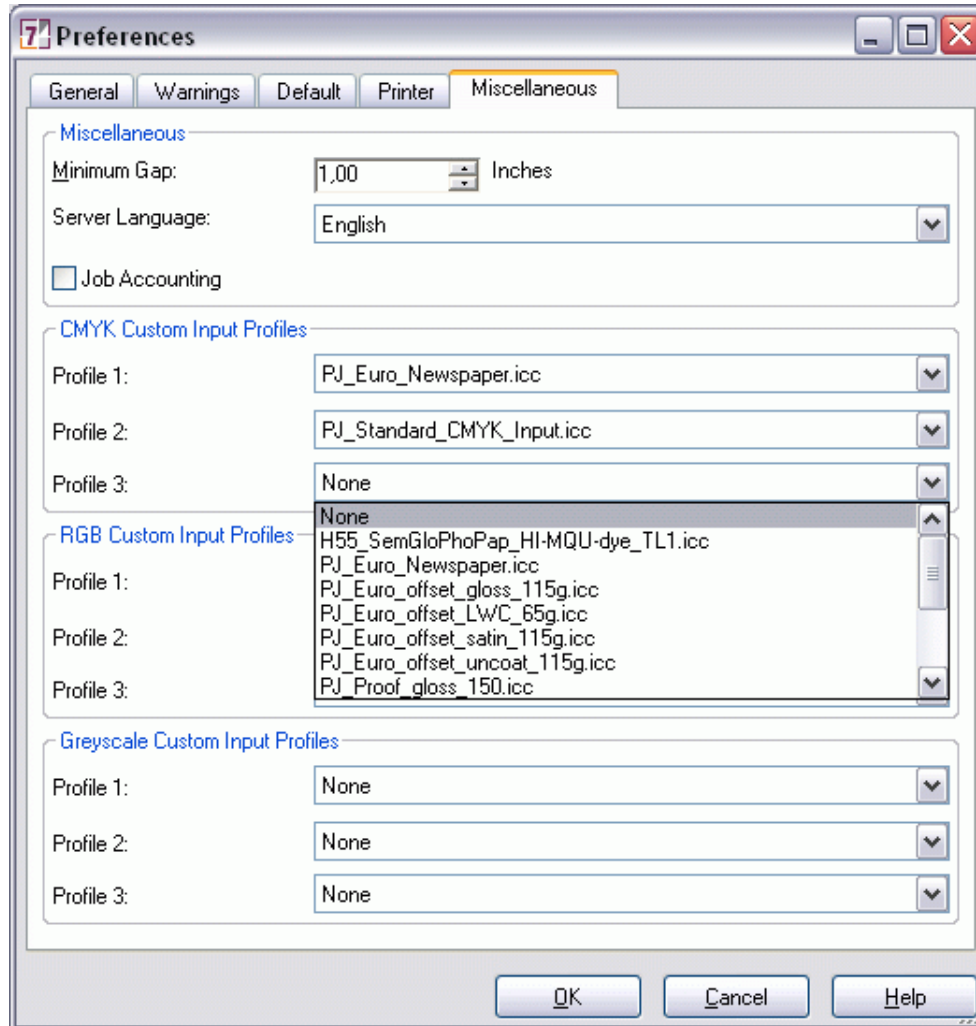 7 Preferences
General Warnings Default Printer Miscellaneous
Miscellaneous
Minimum Gap: 1,00 Inches
Server Language: English
Job Accounting
CMYK Custom Input Profiles
Profile 1: PJ_Euro_Newspaper.icc
Profile 2: PJ_Standard_CMYK_Input.icc
Profile 3: None
None
H55_SemGloPhoPap_HI-MQU-dye_TL1.icc
PJ_Euro_Newspaper.icc
PJ_Euro_offset_gloss_115g.icc
PJ_Euro_offset_LWC_65g.icc
PJ_Euro_offset_satin_115g.icc
PJ_Euro_offset_uncoat_115g.icc
PJ_Proof_gloss_150.icc
RGB Custom Input Profiles
Profile 1:
Profile 2:
Profile 3:
Greyscale Custom Input Profiles
Profile 1: None
Profile 2: None
Profile 3: None
OK Cancel Help